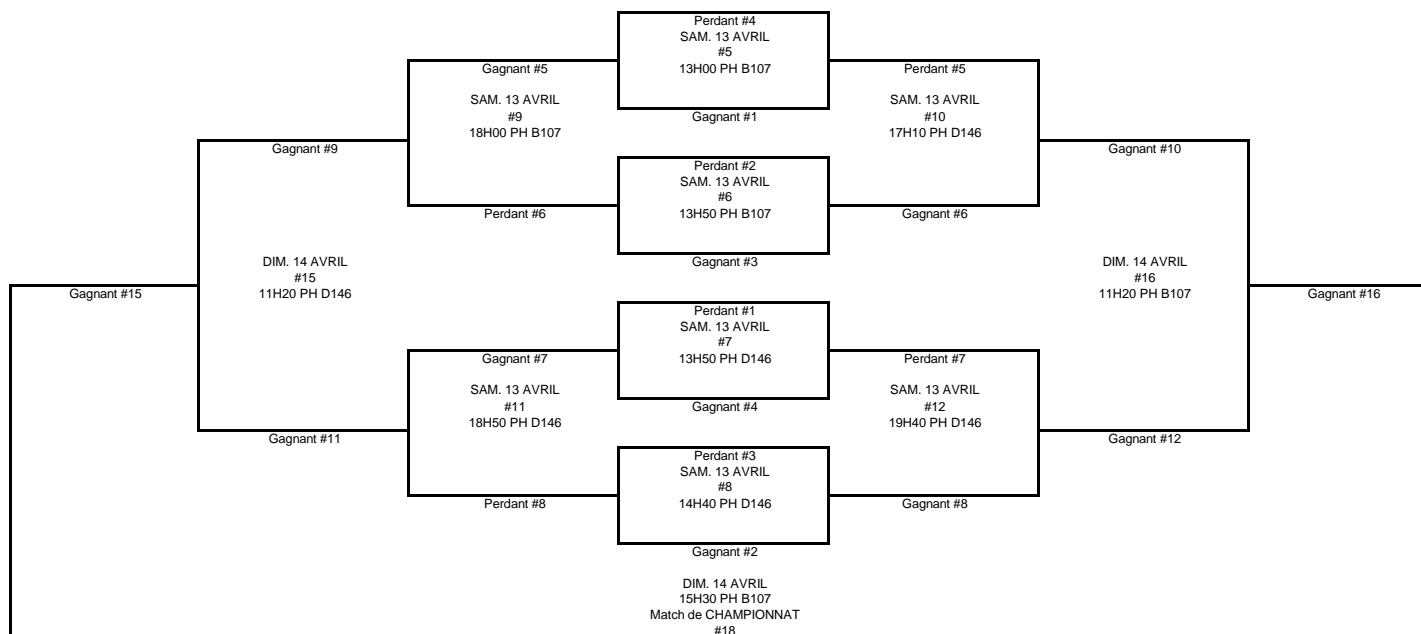 Perdant #4
SAM. 13 AVRIL
#5
13H00 PH B107
Gagnant #5
Perdant #5
SAM. 13 AVRIL
#9
18H00 PH B107
Gagnant #1
SAM. 13 AVRIL
#10
17H10 PH D146
Gagnant #9
Gagnant #10
Perdant #2
SAM. 13 AVRIL
#6
13H50 PH B107
Perdant #6
Gagnant #6
Gagnant #3
DIM. 14 AVRIL
#15
11H20 PH D146
DIM. 14 AVRIL
#16
11H20 PH B107
Gagnant #15
Gagnant #16
Perdant #1
SAM. 13 AVRIL
#7
13H50 PH D146
Gagnant #7
Perdant #7
SAM. 13 AVRIL
#11
18H50 PH D146
Gagnant #4
SAM. 13 AVRIL
#12
19H40 PH D146
Gagnant #11
Gagnant #12
Perdant #3
SAM. 13 AVRIL
#8
14H40 PH D146
Perdant #8
Gagnant #8
Gagnant #2
DIM. 14 AVRIL
15H30 PH B107
Match de CHAMPIONNAT
#18